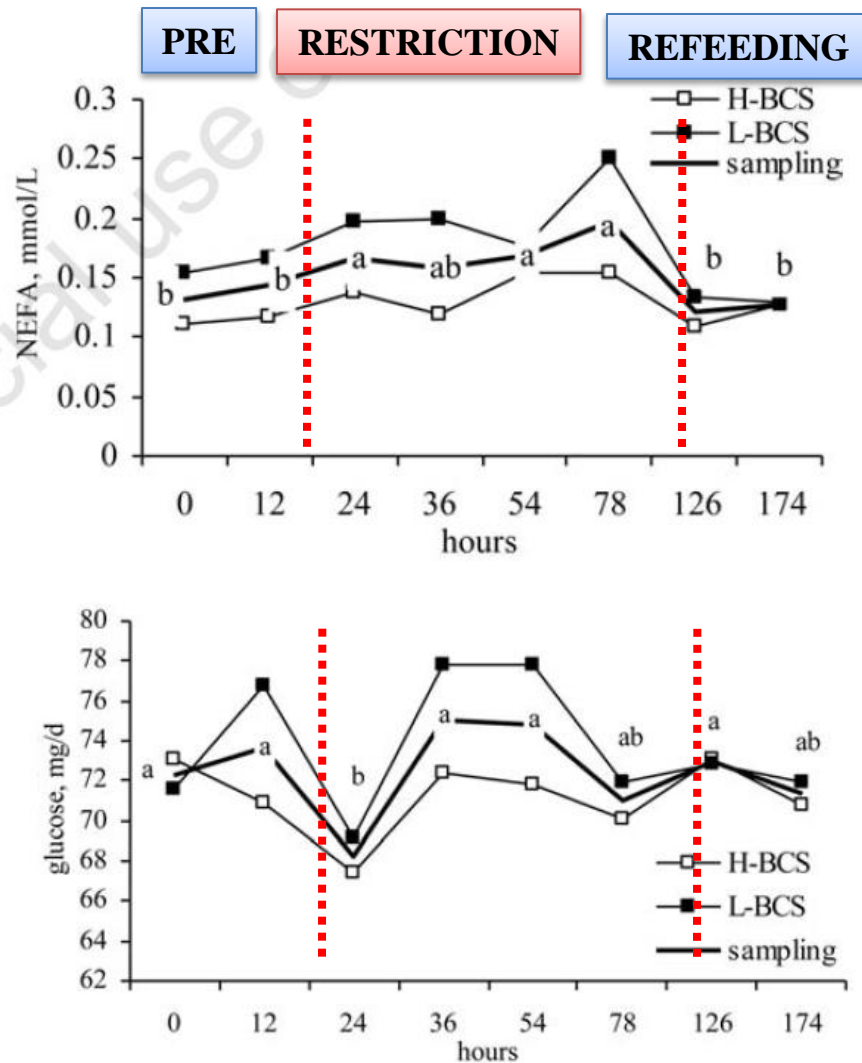 PRE RESTRICTION REFEEDING
0.3
0.25
0.2
0.15
0.1
0.05
0
NEFA, mmol/L
H-BCS
L-BCS
sampling
b b a ab a a b b
0 12 24 36 54 78 126 174
hours
80
78
76
74
72
70
68
66
64
62
glucose, mg/d
a a b a a ab a ab
H-BCS
L-BCS
sampling
0 12 24 36 54 78 126 174
hours